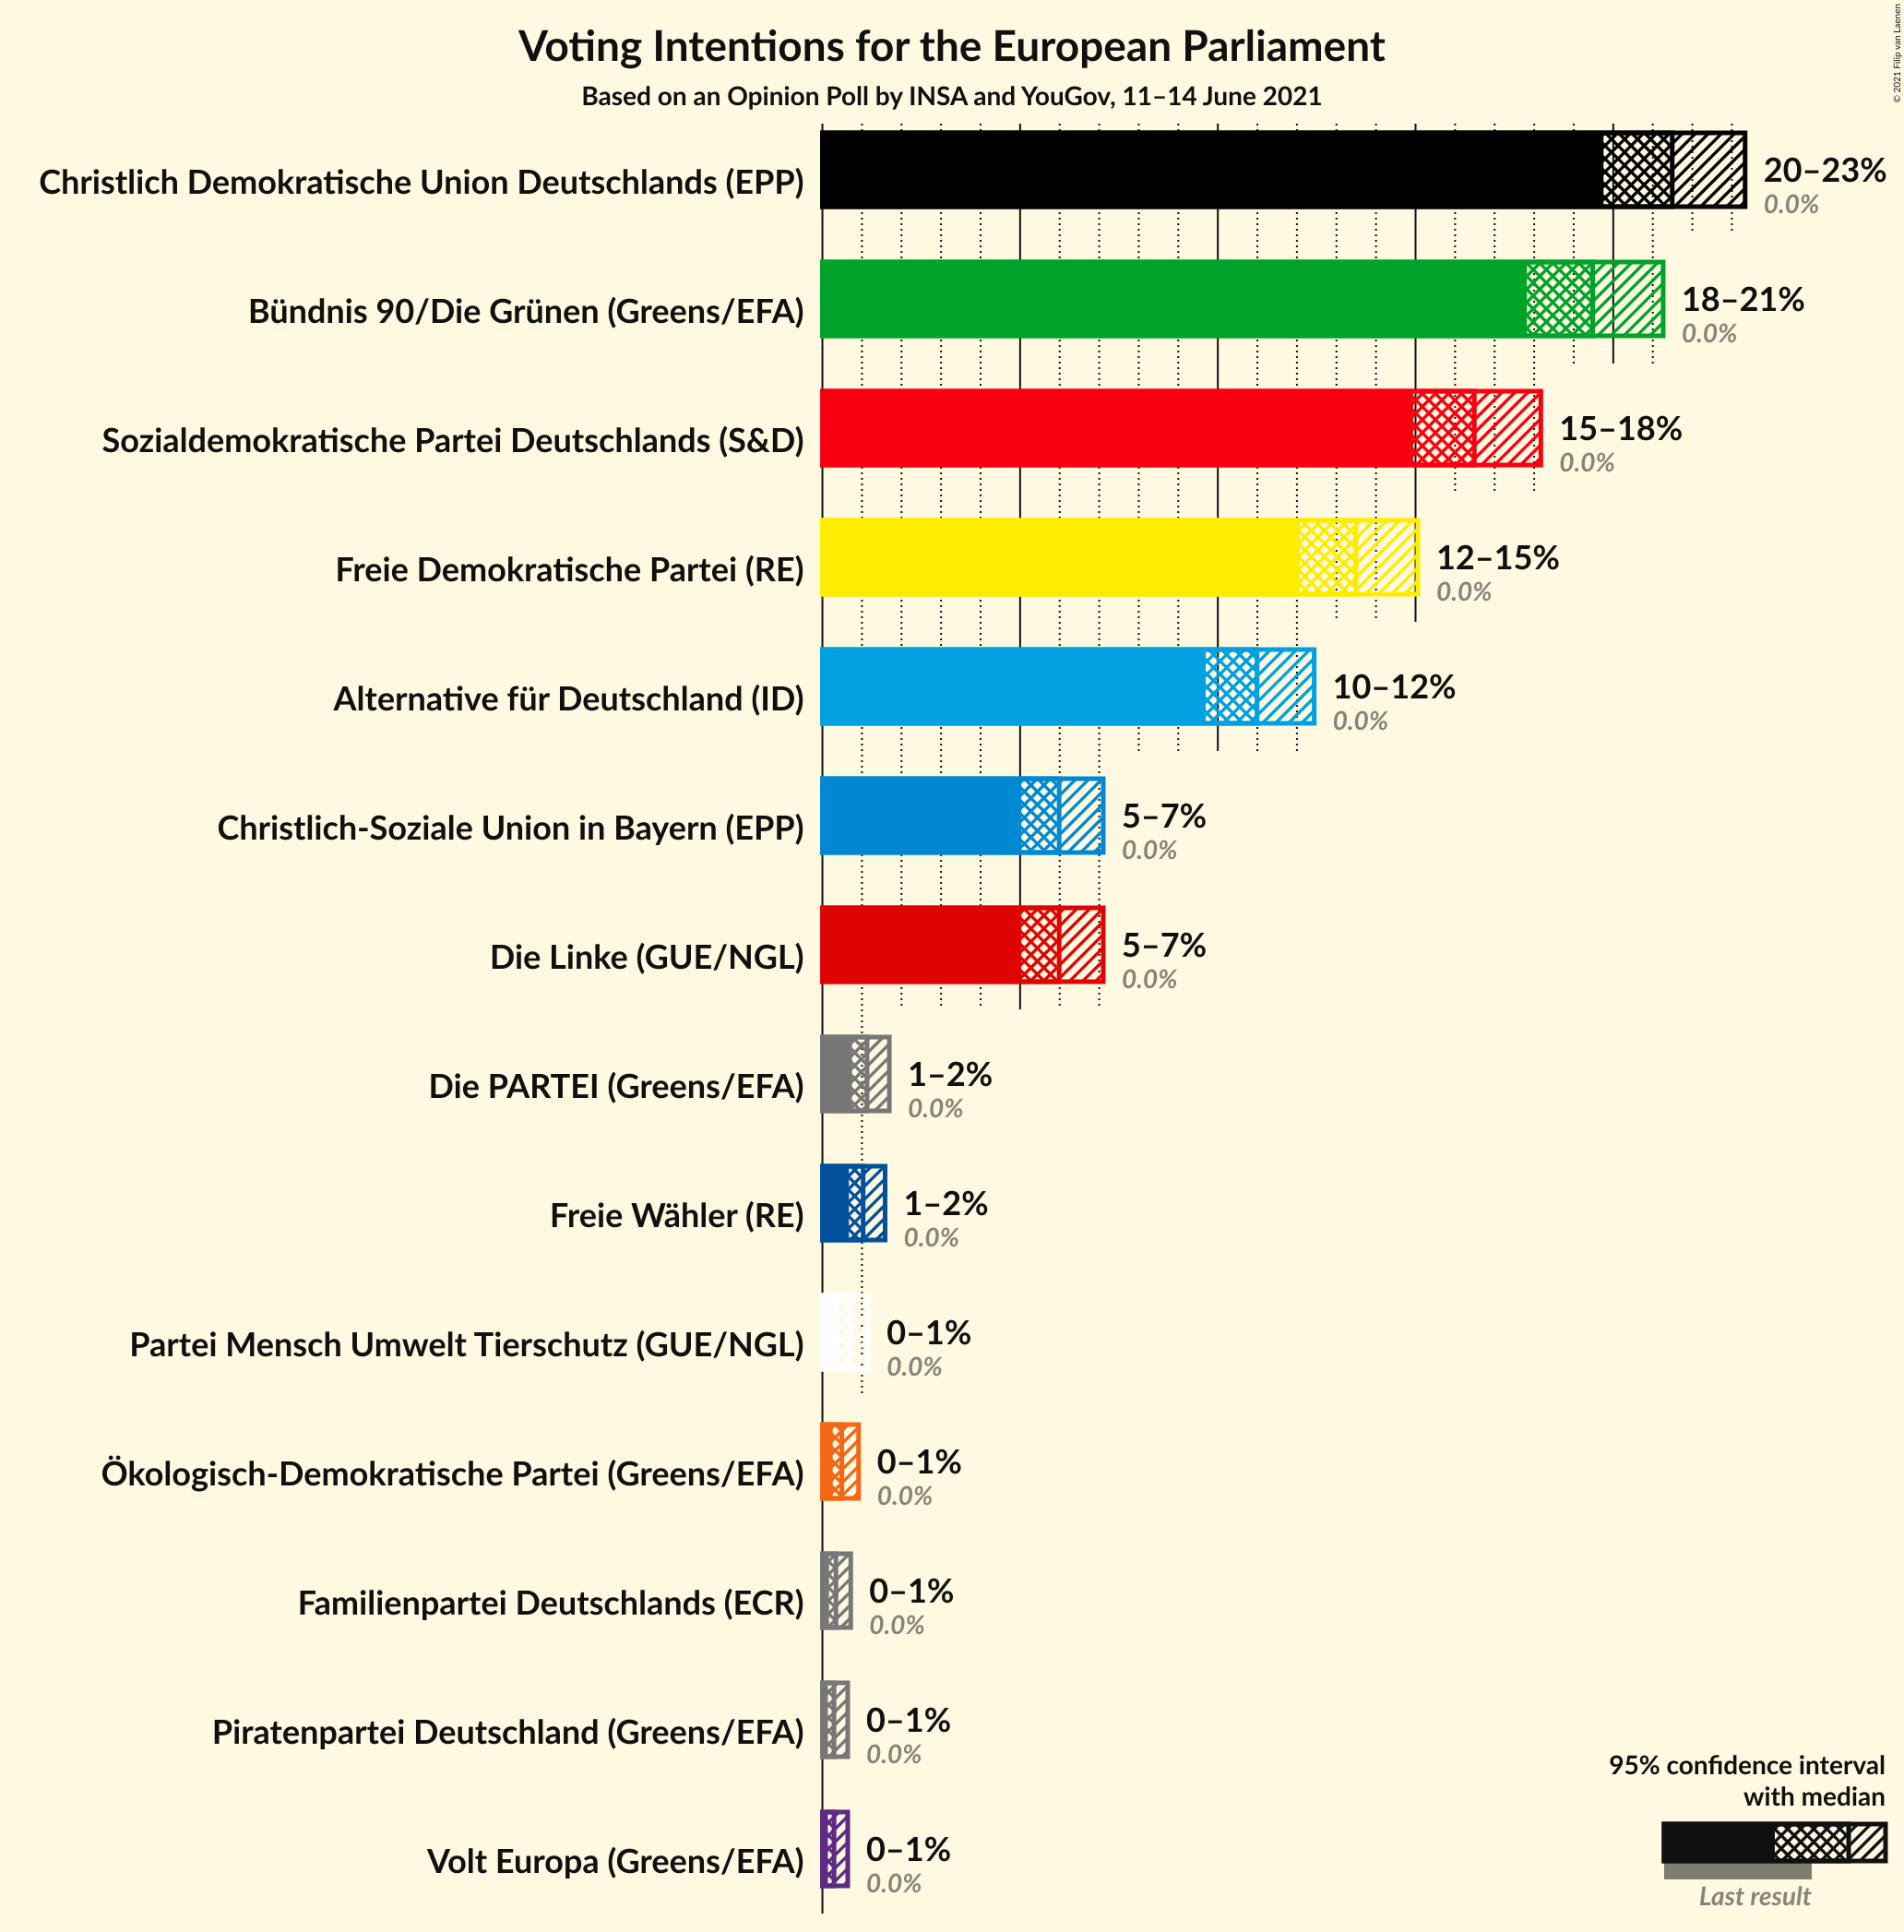 Voting Intentions for the European Parliament
Based on an Opinion Poll by INSA and YouGov, 11–14 June 2021
© 2021 Filip van Laenen
Christlich Demokratische Union Deutschlands (EPP)
20–23%
0.0%
Bündnis 90/Die Grünen (Greens/EFA)
18–21%
0.0%
Sozialdemokratische Partei Deutschlands (S&D)
15–18%
0.0%
Freie Demokratische Partei (RE)
12–15%
0.0%
Alternative für Deutschland (ID)
10–12%
0.0%
Christlich-Soziale Union in Bayern (EPP)
5–7%
0.0%
Die Linke (GUE/NGL)
5–7%
0.0%
Die PARTEI (Greens/EFA)
1–2%
0.0%
Freie Wähler (RE)
1–2%
0.0%
Partei Mensch Umwelt Tierschutz (GUE/NGL)
0–1%
0.0%
Ökologisch-Demokratische Partei (Greens/EFA)
0–1%
0.0%
Familienpartei Deutschlands (ECR)
0–1%
0.0%
Piratenpartei Deutschland (Greens/EFA)
0–1%
0.0%
Volt Europa (Greens/EFA)
0–1%
0.0%
95% confidence interval
with median
Last result